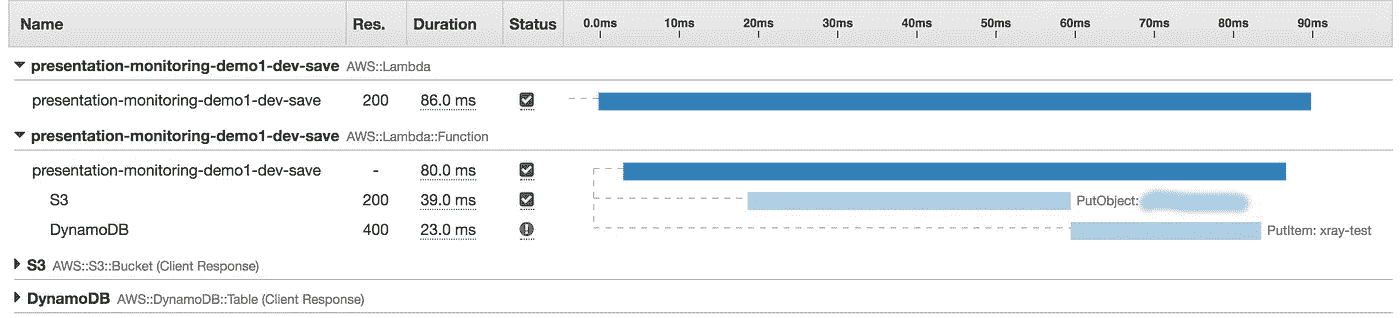 Name Res. Duration Status 0.0ms 10ms 20ms 30ms 40ms 50ms 60ms 70ms 80ms 90ms
presentation-monitoring-demo1-dev-save AWS::Lambda
presentation-monitoring-demo1-dev-save 200 86.0 ms
presentation-monitoring-demo1-dev-save AWS::Lambda::Function
presentation-monitoring-demo1-dev-save - 80.0 ms
S3 200 39.0 ms PutObject:
DynamoDB 400 23.0 ms PutItem: xray-test
S3 AWS::S3::Bucket (Client Response)
DynamoDB AWS::DynamoDB::Table (Client Response)